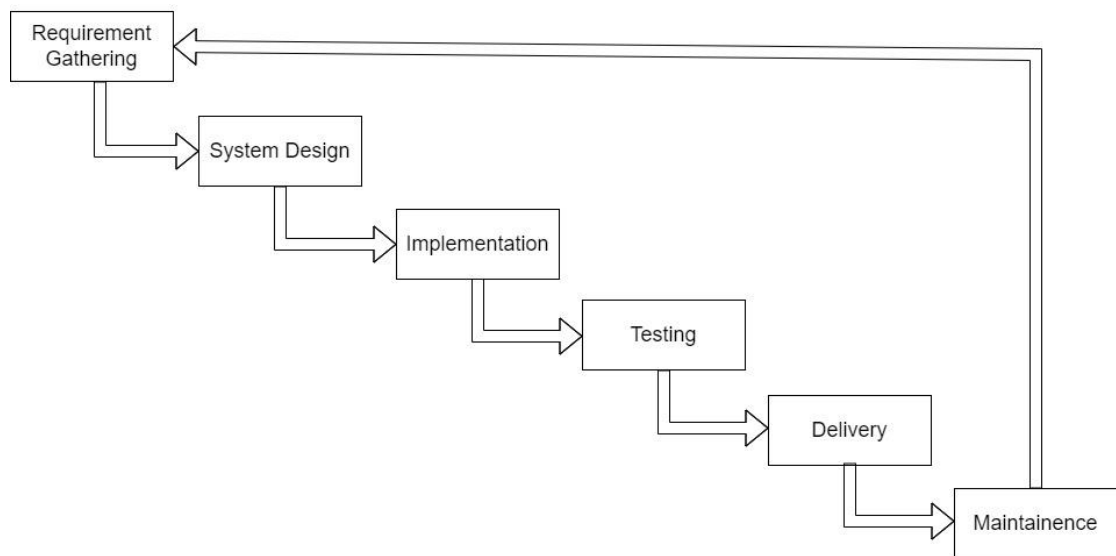 Requirement
Gathering
System Design
Implementation
Testing
Delivery
Maintainence